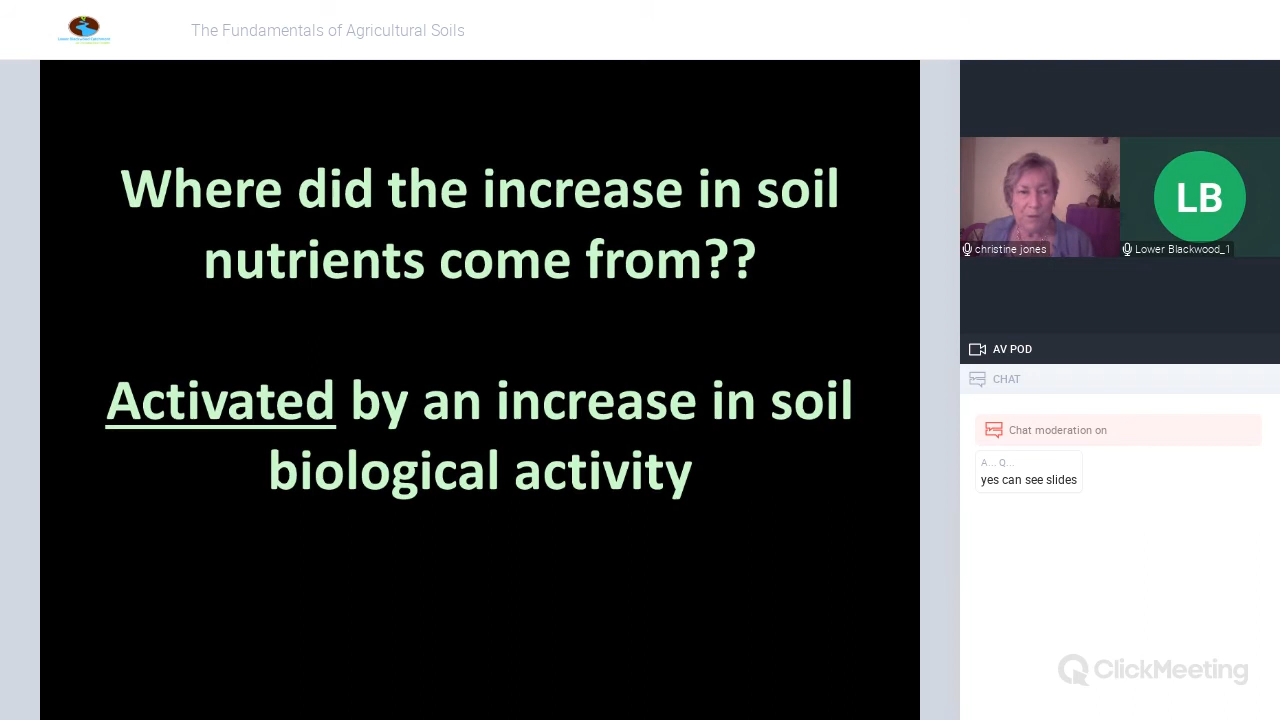 The Fundamentals of Agricultural Soils
Where did the increase in soil
nutrients come from??
Activated by an increase in soil
biological activity
LB
christine jones
Lower Blackwood_1
AV POD
CHAT
Chat moderation on
A... Q...
yes can see slides
ClickMeeting